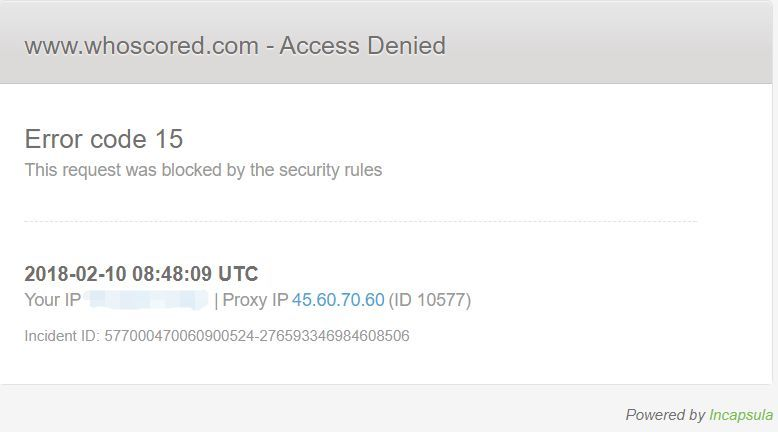 www.whoscored.com - Access Denied
Error code 15
This request was blocked by the security rules
2018-02-10 08:48:09 UTC
Your IP | Proxy IP 45.60.70.60 (ID 10577)
Incident ID: 577000470060900524-276593346984608506
Powered by Incapsula